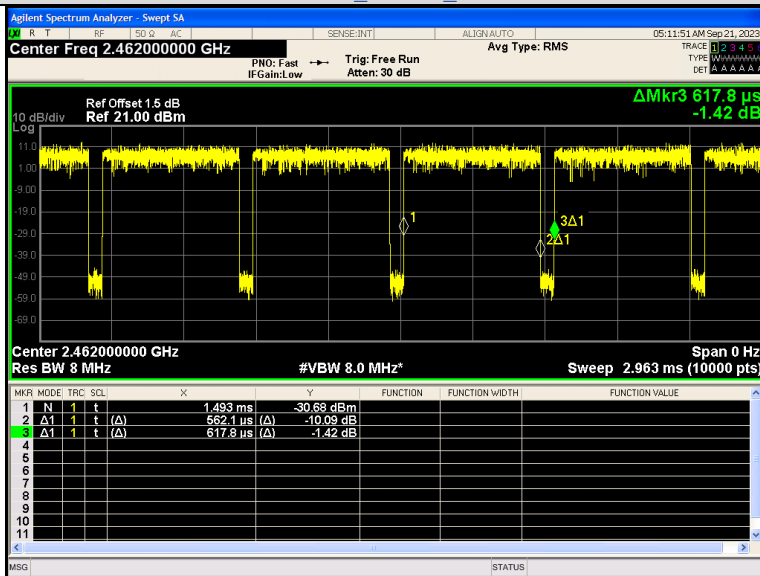 Agilent Spectrum Analyzer - Swept SA
LXI R T RF 50 Ω AC SENSE:INT ALIGN AUTO 05:11:51 AM Sep 21, 2023
Center Freq 2.462000000 GHz Avg Type: RMS TRACE 1 2 3 4 5
PNO: Fast Trig: Free Run TYPE W
IFGain:Low Atten: 30 dB DET A A A A A
ΔMkr3 617.8 µs
-1.42 dB
Ref Offset 1.5 dB
10 dB/div Ref 21.00 dBm
Log
11.0
1.00
-9.00
-19.0
-29.0
-39.0
-49.0
-59.0
-69.0
1
3Δ1
2Δ1
Center 2.462000000 GHz Span 0 Hz
Res BW 8 MHz #VBW 8.0 MHz* Sweep 2.963 ms (10000 pts)
MKR MODE TRC SCL X Y FUNCTION FUNCTION WIDTH FUNCTION VALUE
1 N 1 t 1.493 ms -30.68 dBm
2 Δ1 1 t (Δ) 562.1 µs (Δ) -10.09 dB
3 Δ1 1 t (Δ) 617.8 µs (Δ) -1.42 dB
4
5
6
7
8
9
10
11
MSG STATUS